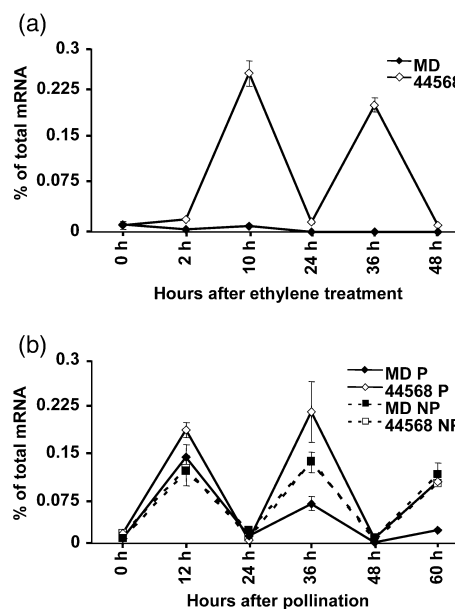 (a)
0.3
0.225
0.15
0.075
0
% of total mRNA
MD
44568
0 h
2 h
10 h
24 h
36 h
48 h
Hours after ethylene treatment
(b)
0.3
0.225
0.15
0.075
0
% of total mRNA
MD P
44568 P
MD NP
44568 NP
0 h
12 h
24 h
36 h
48 h
60 h
Hours after pollination